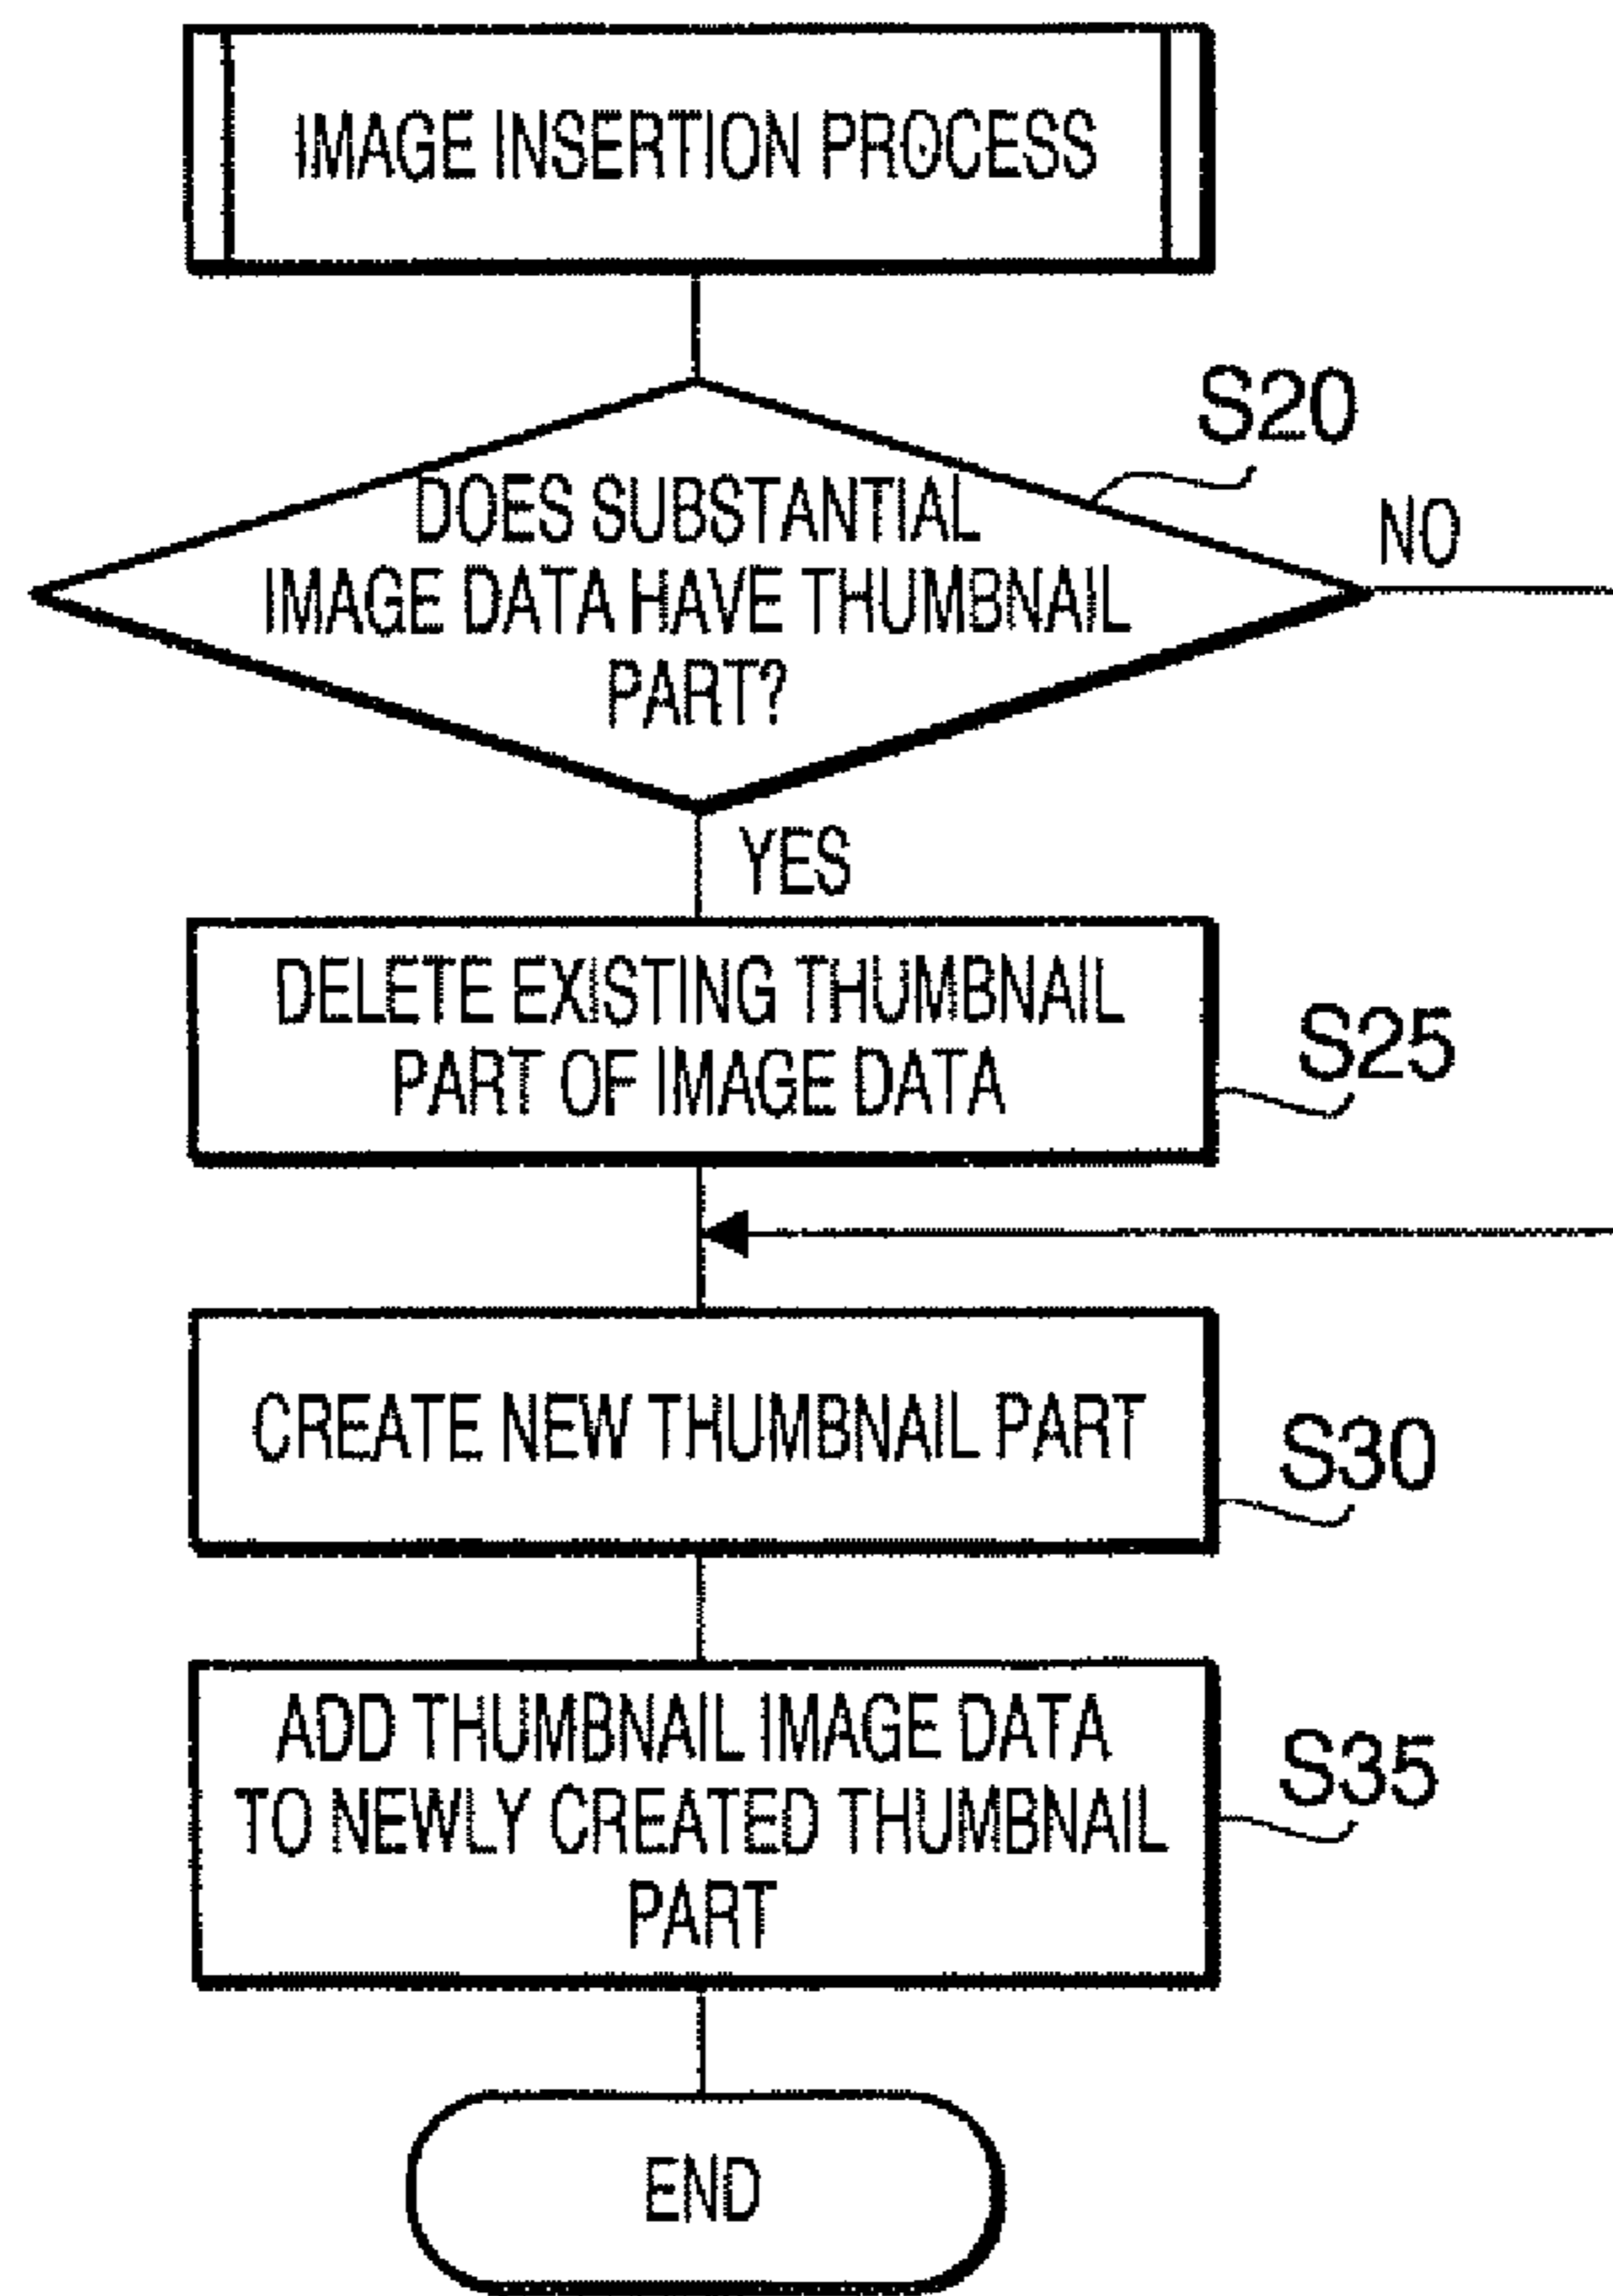 IMAGE INSERTION PROCESS
S20
DOES SUBSTANTIAL
IMAGE DATA HAVE THUMBNAIL
PART?
NO
YES
DELETE EXISTING THUMBNAIL
PART OF IMAGE DATA
S25
CREATE NEW THUMBNAIL PART
S30
ADD THUMBNAIL IMAGE DATA
TO NEWLY CREATED THUMBNAIL
PART
S35
END